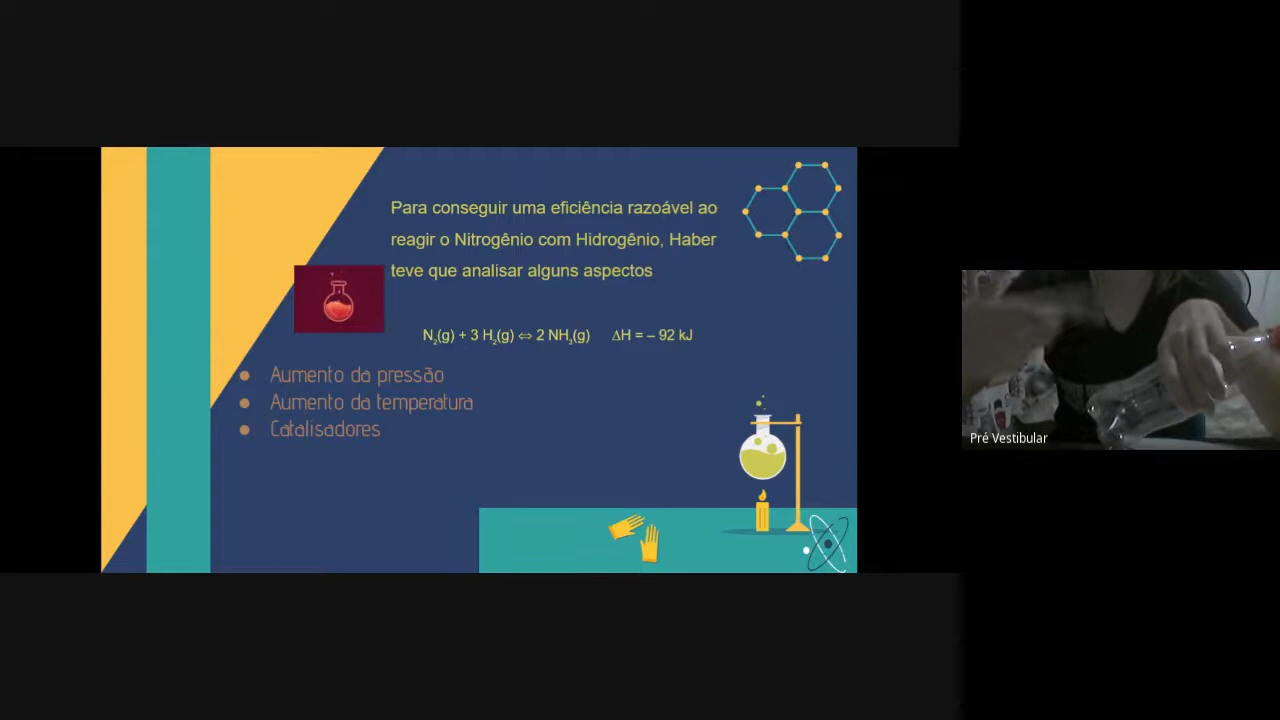 Para conseguir uma eficiência razoável ao
reagir o Nitrogênio com Hidrogênio, Haber
teve que analisar alguns aspectos
N₂(g) + 3 H₂(g) ⇔ 2 NH₃(g) ΔH = – 92 kJ
● Aumento da pressão
● Aumento da temperatura
● Catalisadores
Pré Vestibular